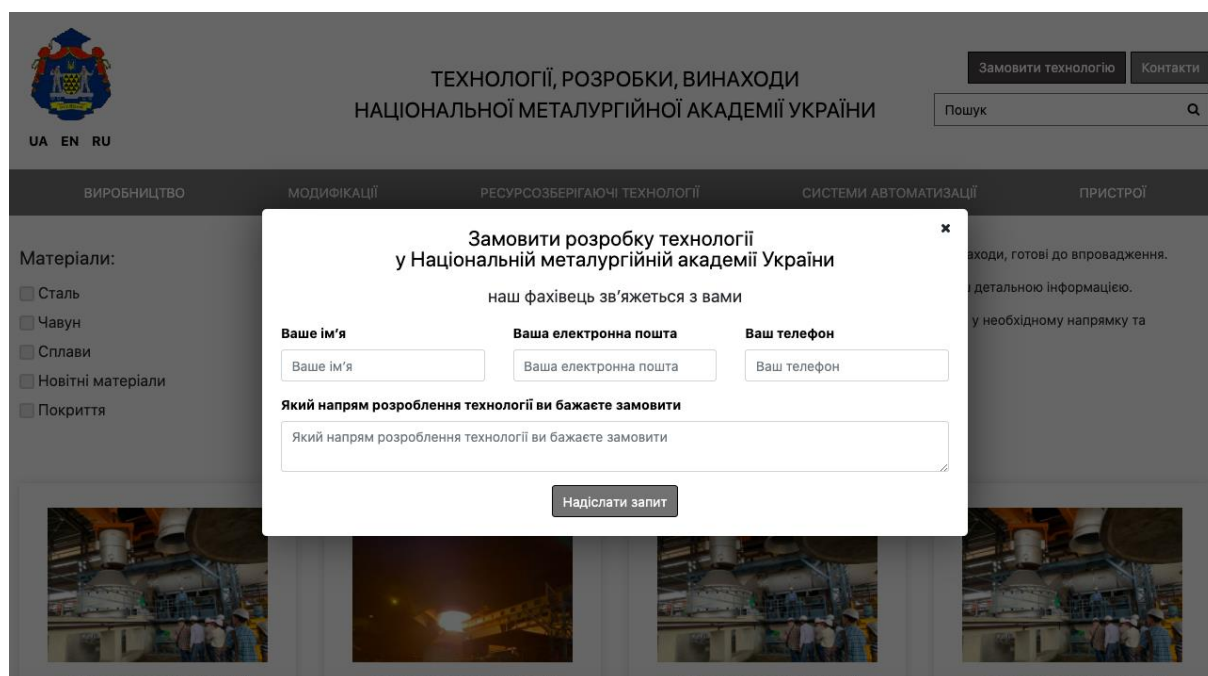 ТЕХНОЛОГІЇ, РОЗРОБКИ, ВИНАХОДИ
НАЦІОНАЛЬНОЇ МЕТАЛУРГІЙНОЇ АКАДЕМІЇ УКРАЇНИ
Замовити технологію
Контакти
Пошук
UA EN RU
ВИРОБНИЦТВО
МОДИФІКАЦІЇ
РЕСУРСОЗБЕРІГАЮЧІ ТЕХНОЛОГІЇ
СИСТЕМИ АВТОМАТИЗАЦІЇ
ПРИСТРОЇ
Матеріали:
Сталь
Чавун
Сплави
Новітні матеріали
Покриття
Замовити розробку технології
у Національній металургійній академії України
наш фахівець зв’яжеться з вами
Ваше ім’я
Ваша електронна пошта
Ваш телефон
Ваше ім’я
Ваша електронна пошта
Ваш телефон
Який напрям розроблення технології ви бажаєте замовити
Який напрям розроблення технології ви бажаєте замовити
Надіслати запит
готові до впровадження.
детальною інформацією.
у необхідному напрямку та